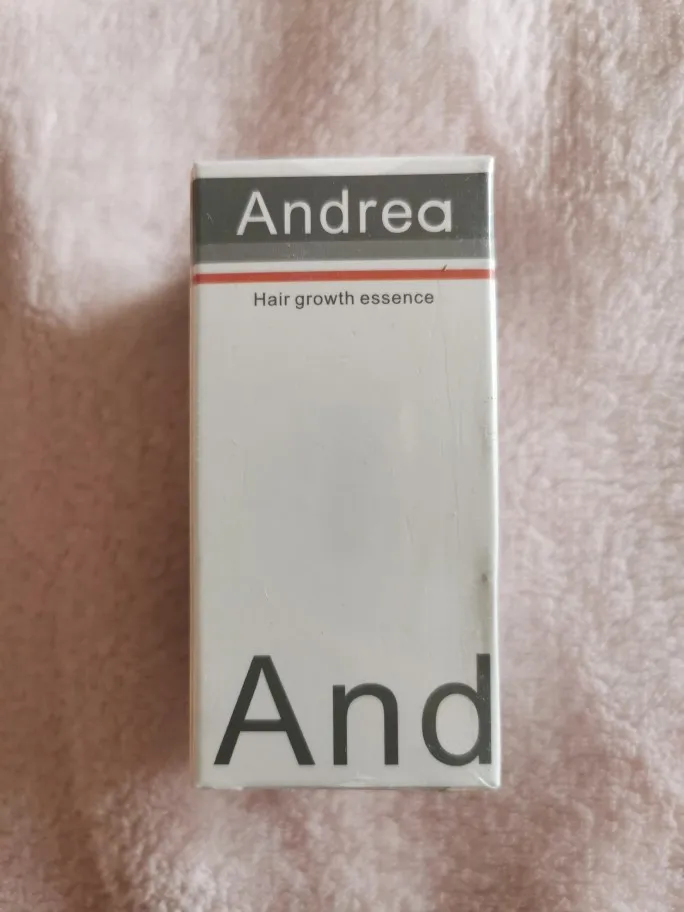 Andrea
Hair growth essence
And